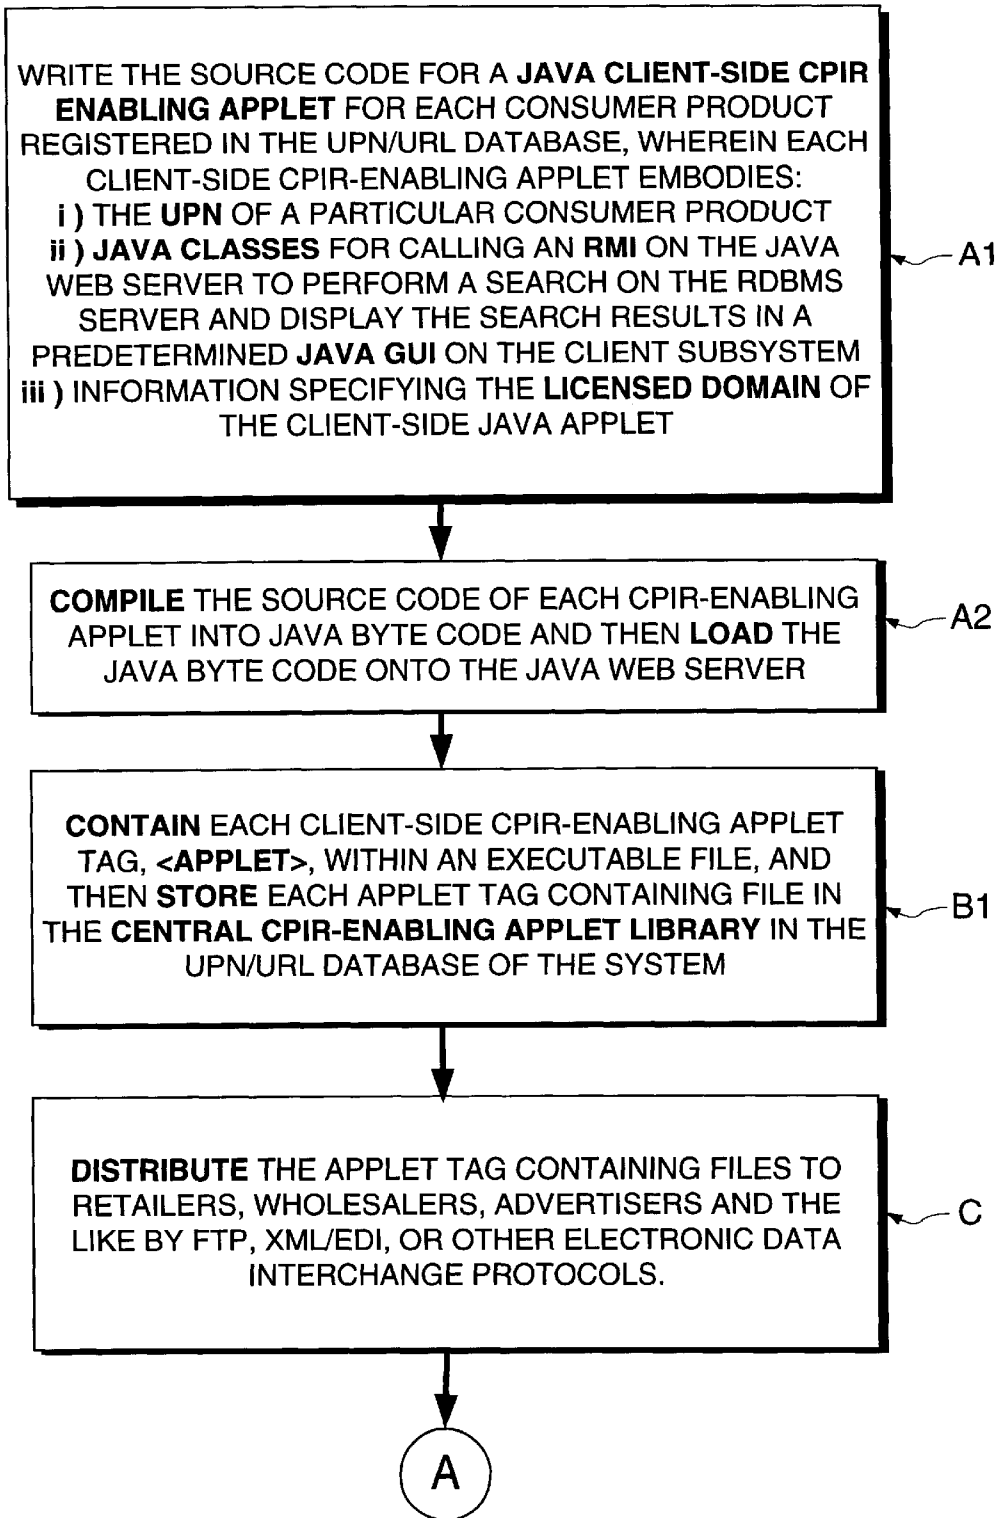 WRITE THE SOURCE CODE FOR A JAVA CLIENT-SIDE CPIR
ENABLING APPLET FOR EACH CONSUMER PRODUCT
REGISTERED IN THE UPN/URL DATABASE, WHEREIN EACH
CLIENT-SIDE CPIR-ENABLING APPLET EMBODIES:
i ) THE UPN OF A PARTICULAR CONSUMER PRODUCT
ii ) JAVA CLASSES FOR CALLING AN RMI ON THE JAVA
WEB SERVER TO PERFORM A SEARCH ON THE RDBMS
SERVER AND DISPLAY THE SEARCH RESULTS IN A
PREDETERMINED JAVA GUI ON THE CLIENT SUBSYSTEM
iii ) INFORMATION SPECIFYING THE LICENSED DOMAIN OF
THE CLIENT-SIDE JAVA APPLET
A1
COMPILE THE SOURCE CODE OF EACH CPIR-ENABLING
APPLET INTO JAVA BYTE CODE AND THEN LOAD THE
JAVA BYTE CODE ONTO THE JAVA WEB SERVER
A2
CONTAIN EACH CLIENT-SIDE CPIR-ENABLING APPLET
TAG, <APPLET>, WITHIN AN EXECUTABLE FILE, AND
THEN STORE EACH APPLET TAG CONTAINING FILE IN
THE CENTRAL CPIR-ENABLING APPLET LIBRARY IN THE
UPN/URL DATABASE OF THE SYSTEM
B1
DISTRIBUTE THE APPLET TAG CONTAINING FILES TO
RETAILERS, WHOLESALERS, ADVERTISERS AND THE
LIKE BY FTP, XML/EDI, OR OTHER ELECTRONIC DATA
INTERCHANGE PROTOCOLS.
C
A